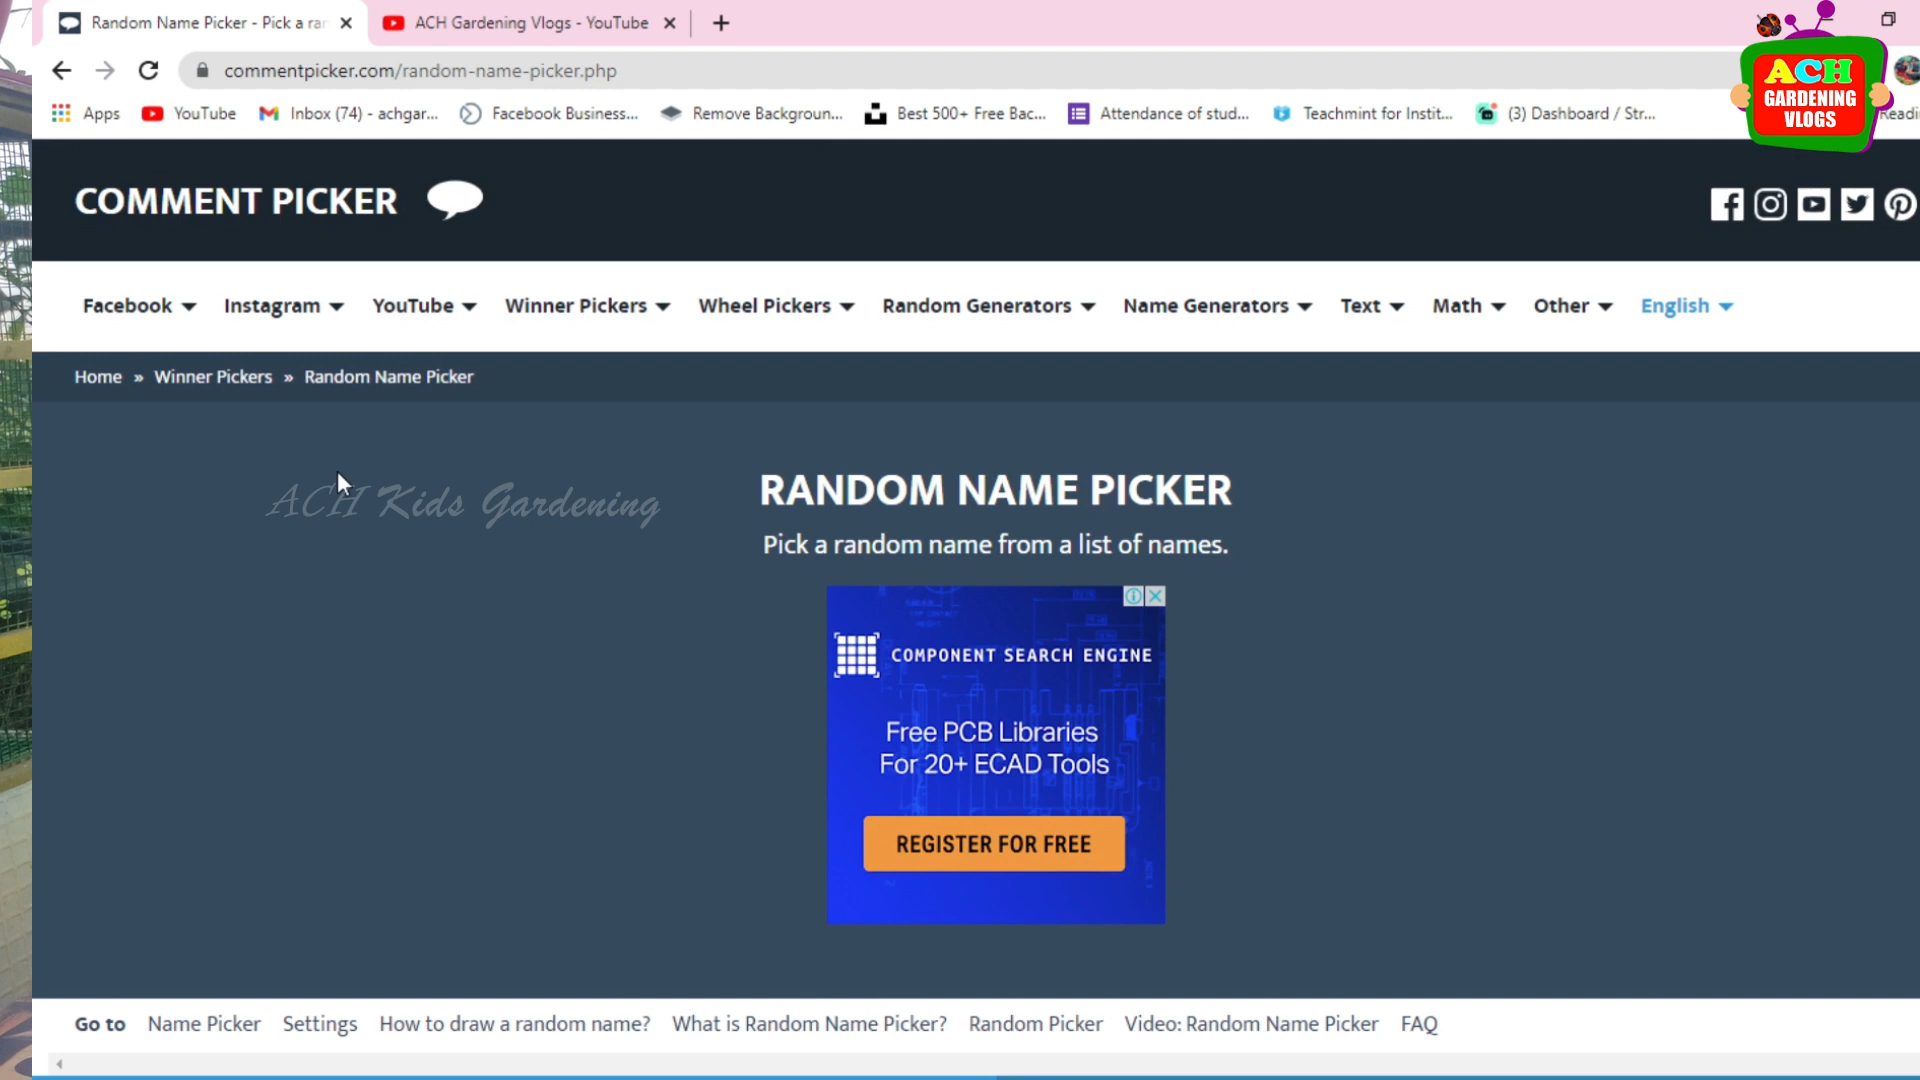 Random Name Picker - Pick a ra
ACH Gardening Vlogs - YouTube
commentpicker.com/random-name-picker.php
Apps
YouTube
Inbox (74) - achgar...
Facebook Business...
Remove Backgroun...
Best 500+ Free Bac...
Attendance of stud...
Teachmint for Instit...
(3) Dashboard / Str...
Readi
ACH
GARDENING
VLOGS
COMMENT PICKER
Facebook
Instagram
YouTube
Winner Pickers
Wheel Pickers
Random Generators
Name Generators
Text
Math
Other
English
Home » Winner Pickers » Random Name Picker
ACH Kids Gardening
RANDOM NAME PICKER
Pick a random name from a list of names.
COMPONENT SEARCH ENGINE
Free PCB Libraries
For 20+ ECAD Tools
REGISTER FOR FREE
Go to Name Picker Settings How to draw a random name? What is Random Name Picker? Random Picker Video: Random Name Picker FAQ